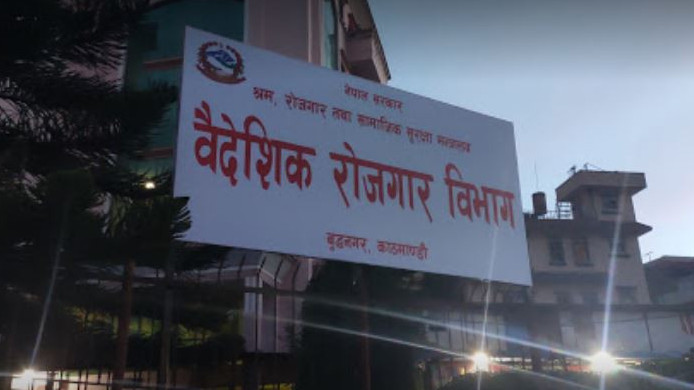 नेपाल सरकार
श्रम, रोजगार तथा सामाजिक सुरक्षा मन्त्रालय
वैदेशिक रोजगार विभाग
बुद्धनगर, काठमाण्डौ